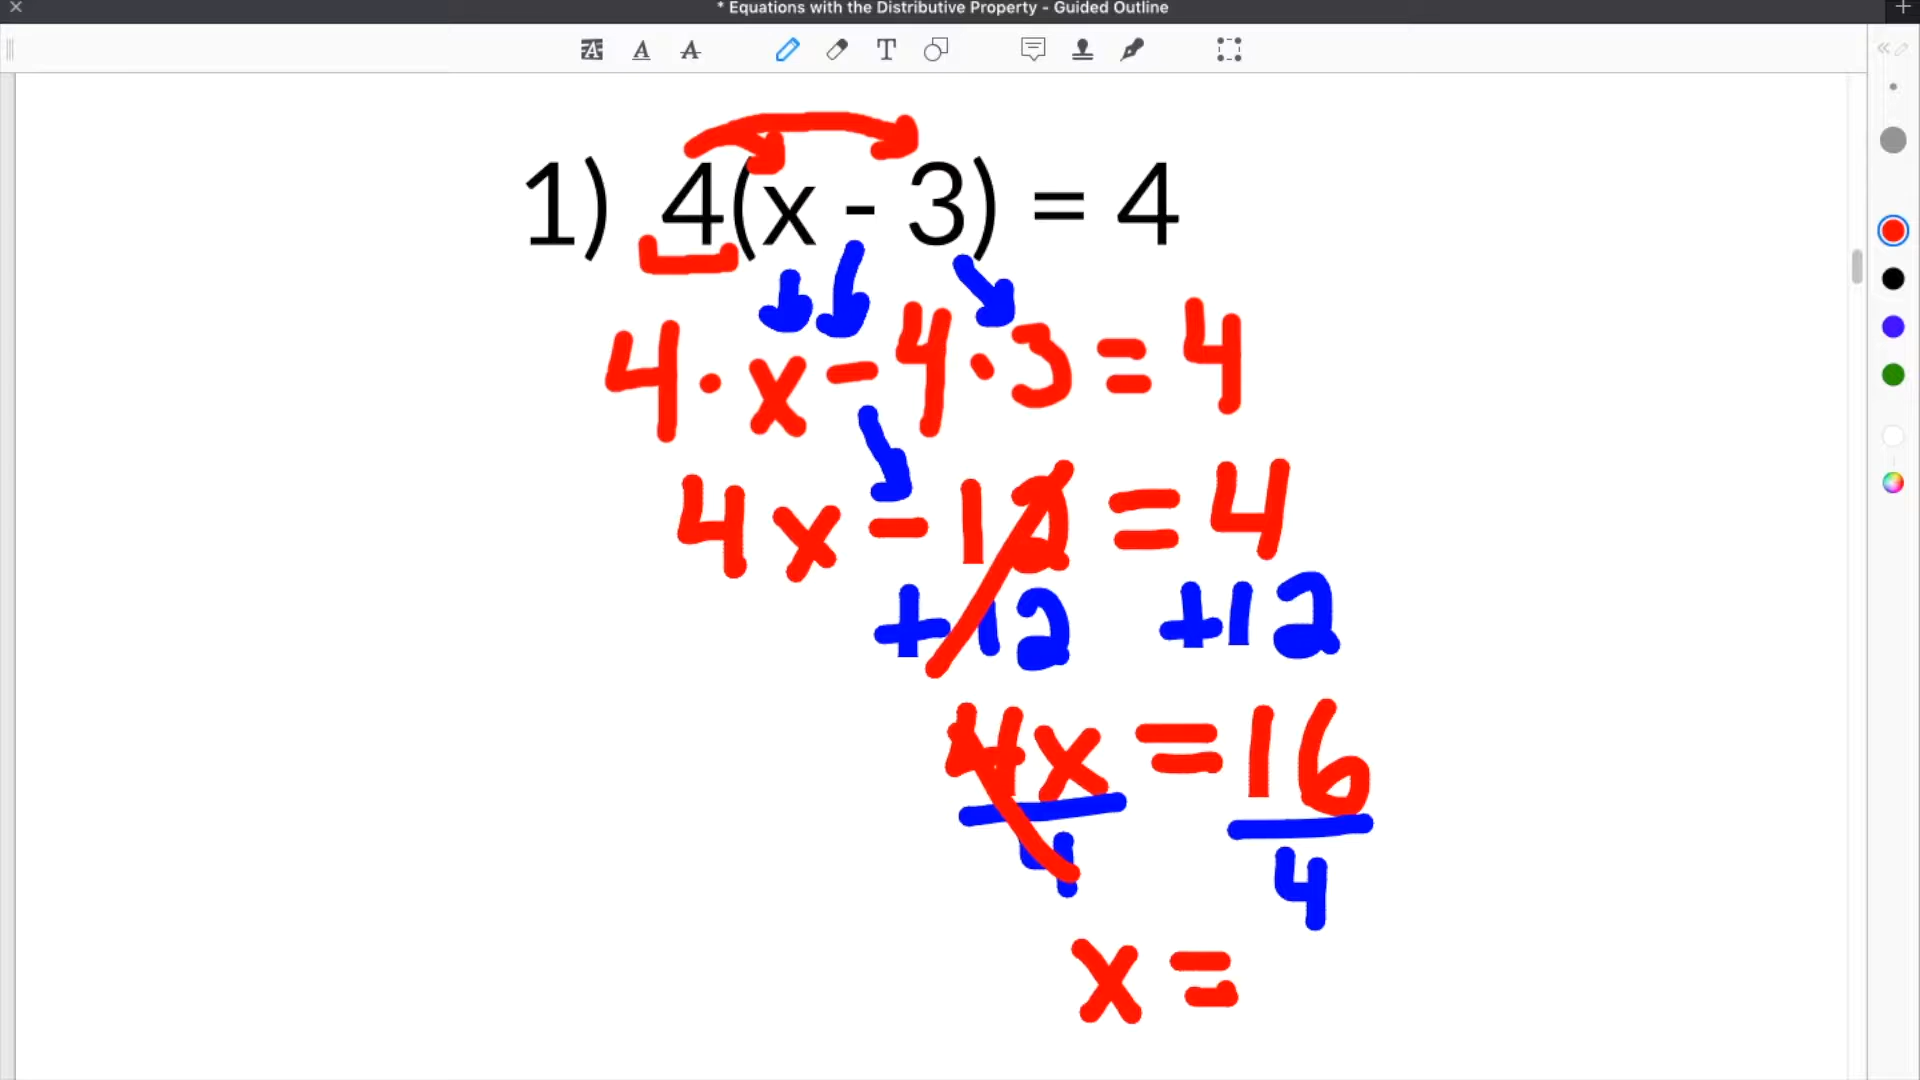 * Equations with the Distributive Property - Guided Outline
1) 4(x - 3) = 4
4 · x - 4 · 3 = 4
4x - 12 = 4
+12 +12
4x = 16
4 4
x =